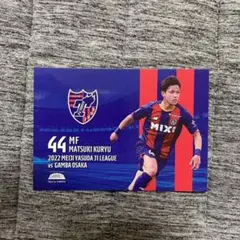 44 MF
MATSUKI KURYU
2022 MEIJI YASUDA J1 LEAGUE
vs GAMBA OSAKA
MIXI